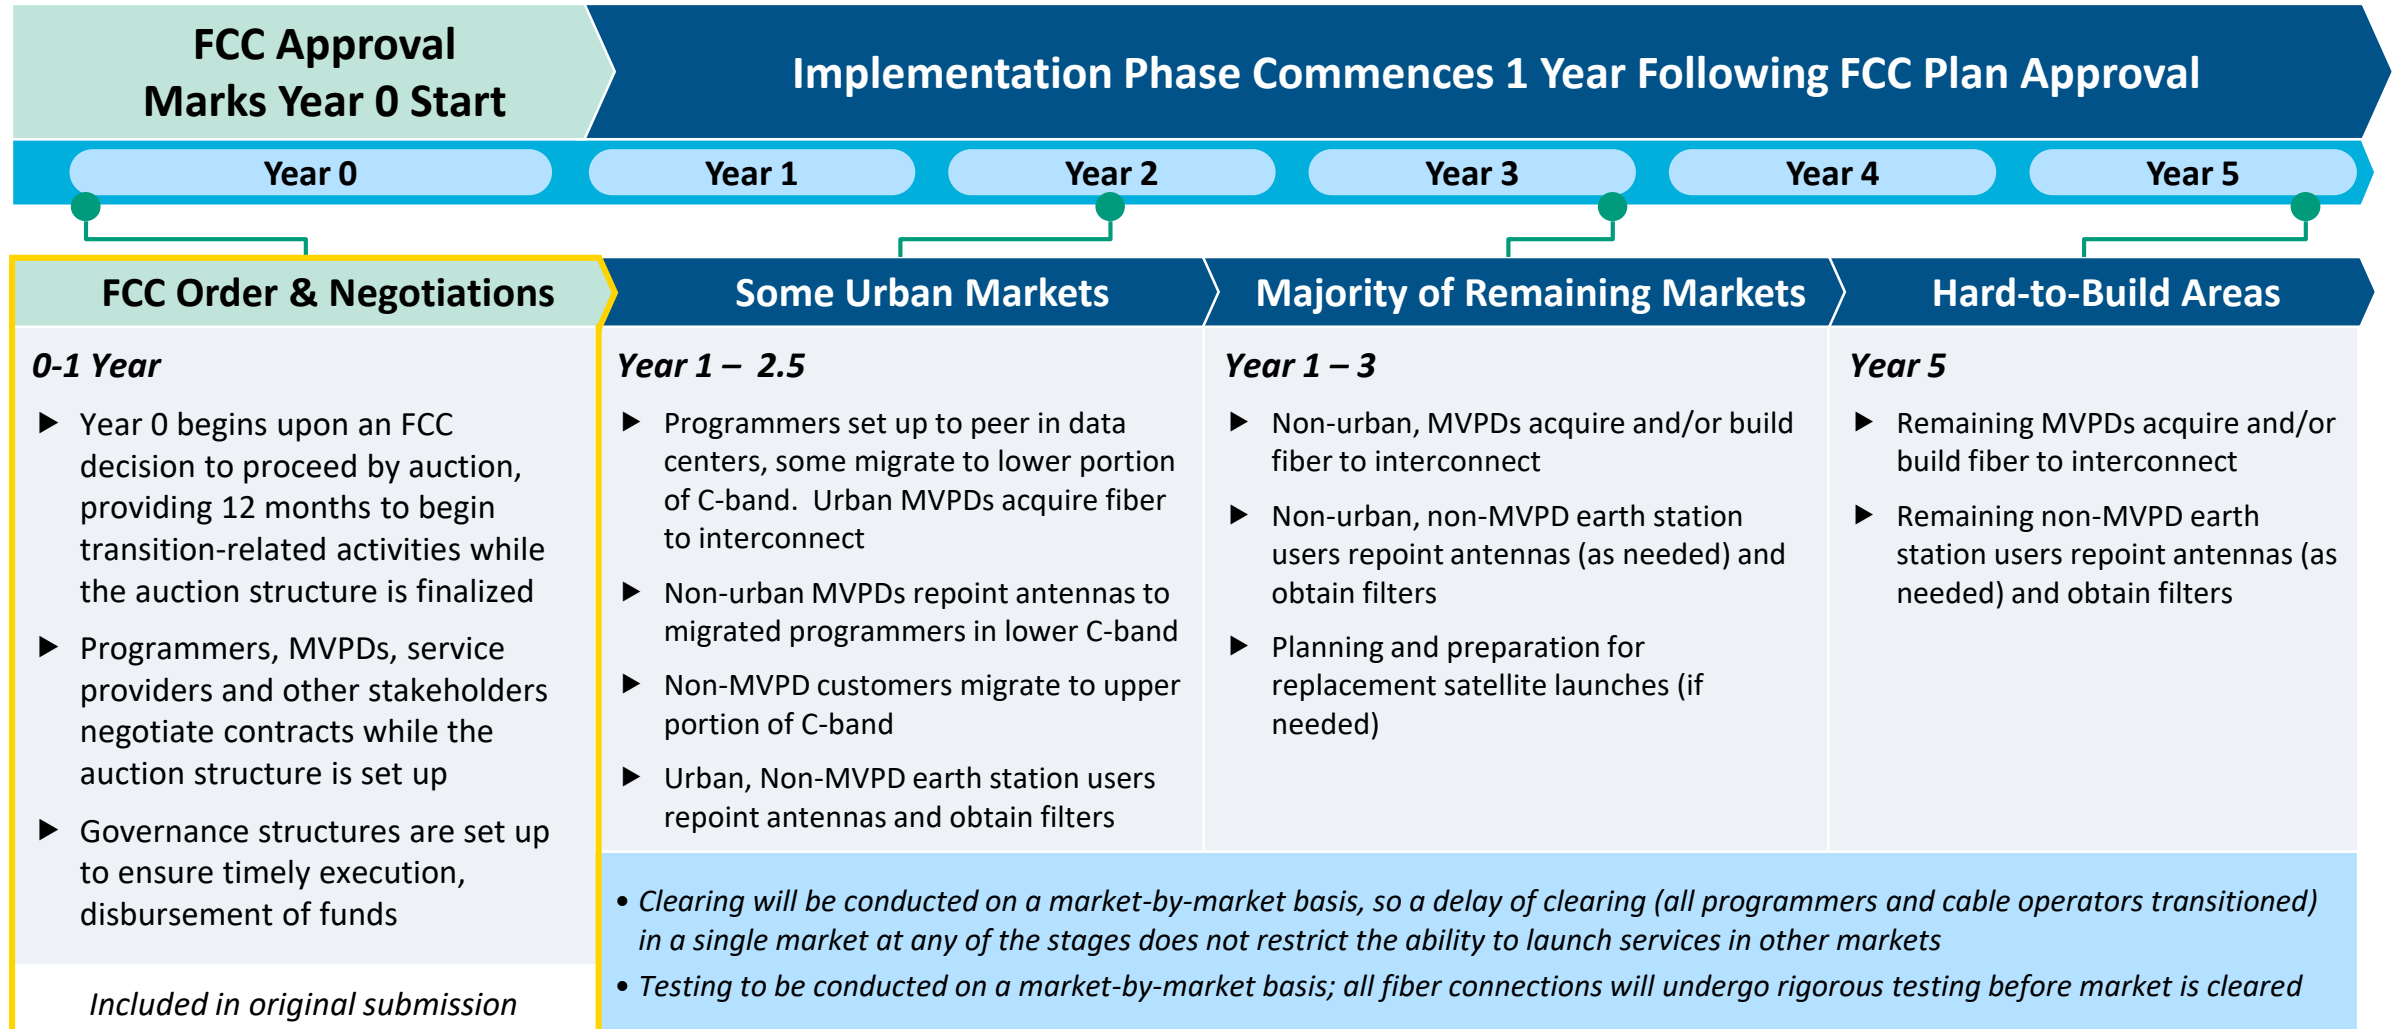 FCC Approval
Marks Year 0 Start
Implementation Phase Commences 1 Year Following FCC Plan Approval
Year 0
Year 1
Year 2
Year 3
Year 4
Year 5
FCC Order & Negotiations
0-1 Year
▶ Year 0 begins upon an FCC
decision to proceed by auction,
providing 12 months to begin
transition-related activities while
the auction structure is finalized
▶ Programmers, MVPDs, service
providers and other stakeholders
negotiate contracts while the
auction structure is set up
▶ Governance structures are set up
to ensure timely execution,
disbursement of funds
Included in original submission
Some Urban Markets
Year 1 – 2.5
▶ Programmers set up to peer in data
centers, some migrate to lower portion
of C-band. Urban MVPDs acquire fiber
to interconnect
▶ Non-urban MVPDs repoint antennas to
migrated programmers in lower C-band
▶ Non-MVPD customers migrate to upper
portion of C-band
▶ Urban, Non-MVPD earth station users
repoint antennas and obtain filters
Majority of Remaining Markets
Year 1 – 3
▶ Non-urban, MVPDs acquire and/or build
fiber to interconnect
▶ Non-urban, non-MVPD earth station
users repoint antennas (as needed) and
obtain filters
▶ Planning and preparation for
replacement satellite launches (if
needed)
Hard-to-Build Areas
Year 5
▶ Remaining MVPDs acquire and/or
build fiber to interconnect
▶ Remaining non-MVPD earth
station users repoint antennas (as
needed) and obtain filters
• Clearing will be conducted on a market-by-market basis, so a delay of clearing (all programmers and cable operators transitioned)
in a single market at any of the stages does not restrict the ability to launch services in other markets
• Testing to be conducted on a market-by-market basis; all fiber connections will undergo rigorous testing before market is cleared